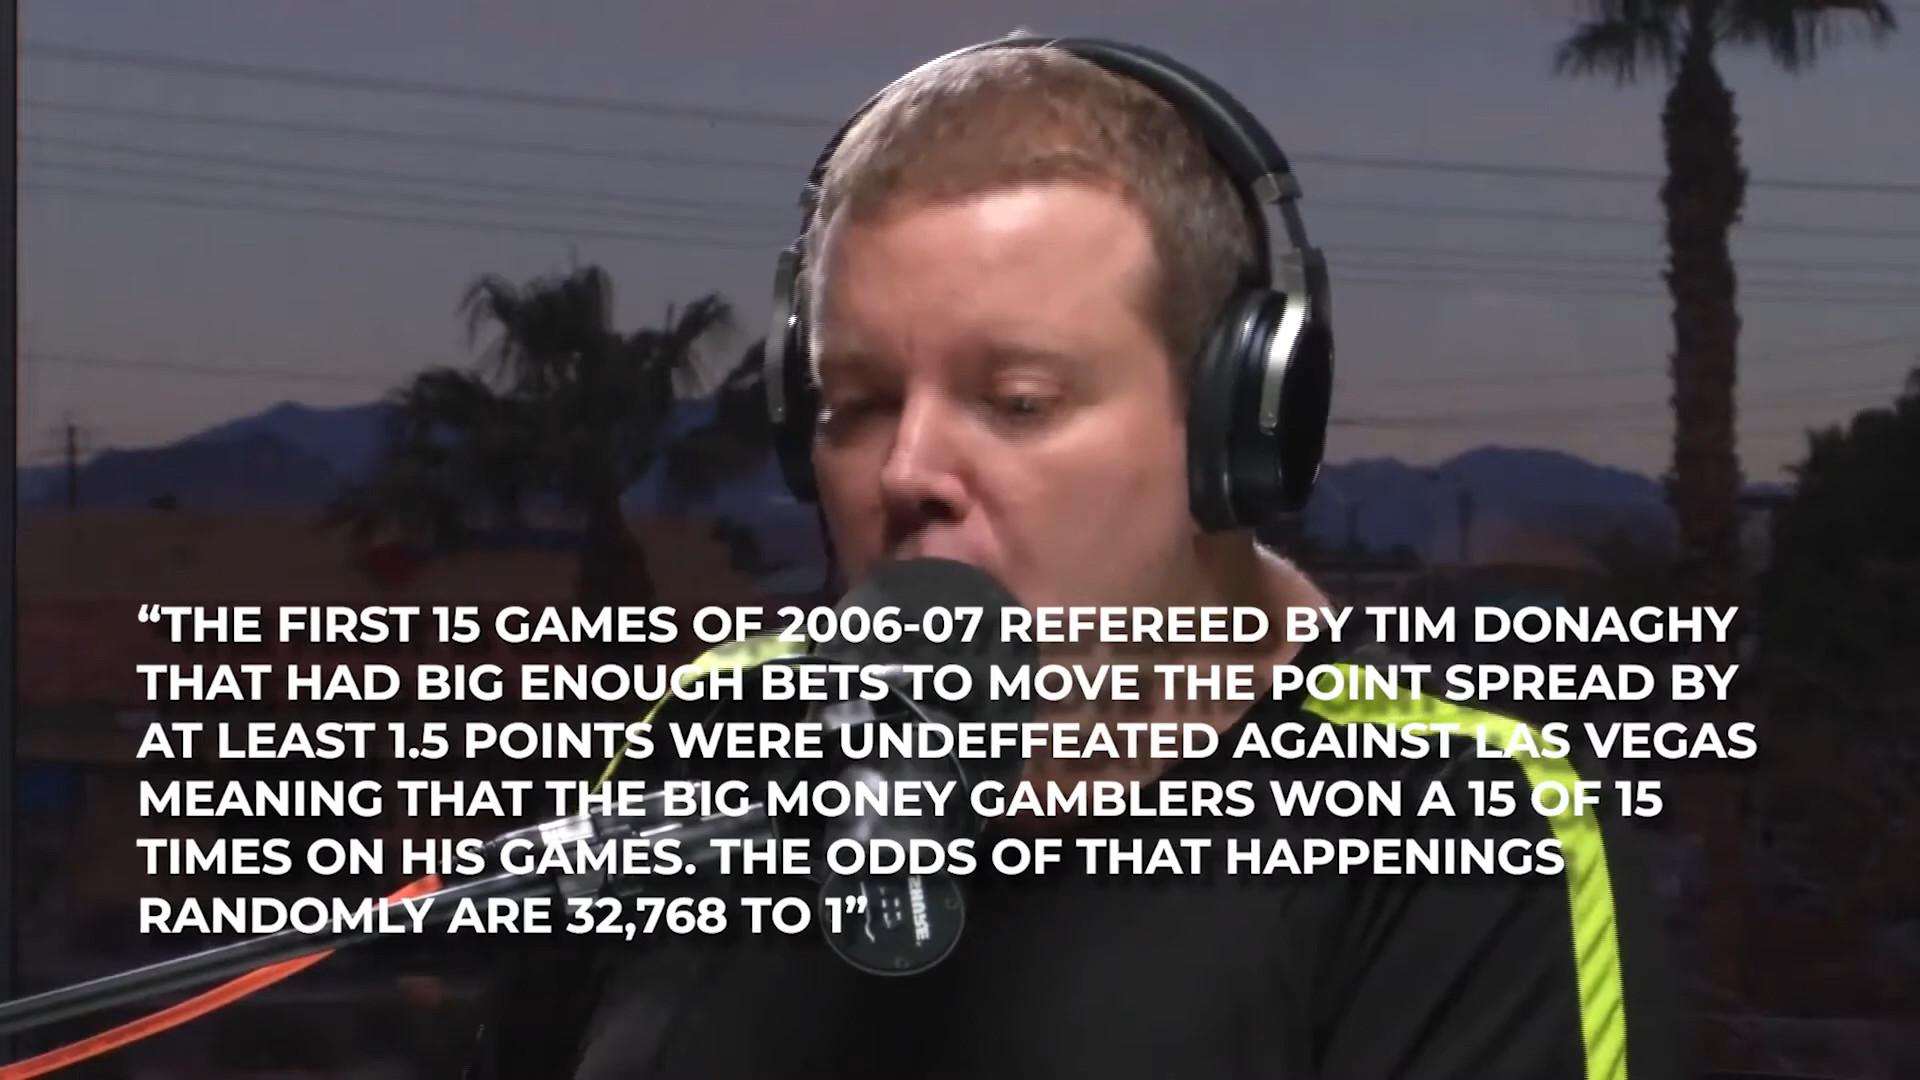 “THE FIRST 15 GAMES OF 2006-07 REFEREED BY TIM DONAGHY
THAT HAD BIG ENOUGH BETS TO MOVE THE POINT SPREAD BY
AT LEAST 1.5 POINTS WERE UNDEFFEATED AGAINST LAS VEGAS
MEANING THAT THE BIG MONEY GAMBLERS WON A 15 OF 15
TIMES ON HIS GAMES. THE ODDS OF THAT HAPPENINGS
RANDOMLY ARE 32,768 TO 1”
SHURE